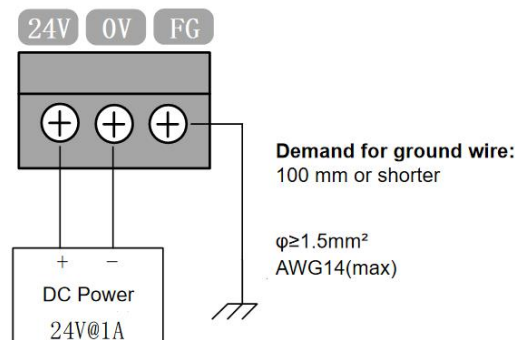 24V 0V FG
Demand for ground wire:
100 mm or shorter
φ≥1.5mm²
AWG14(max)
+ −
DC Power
24V@1A